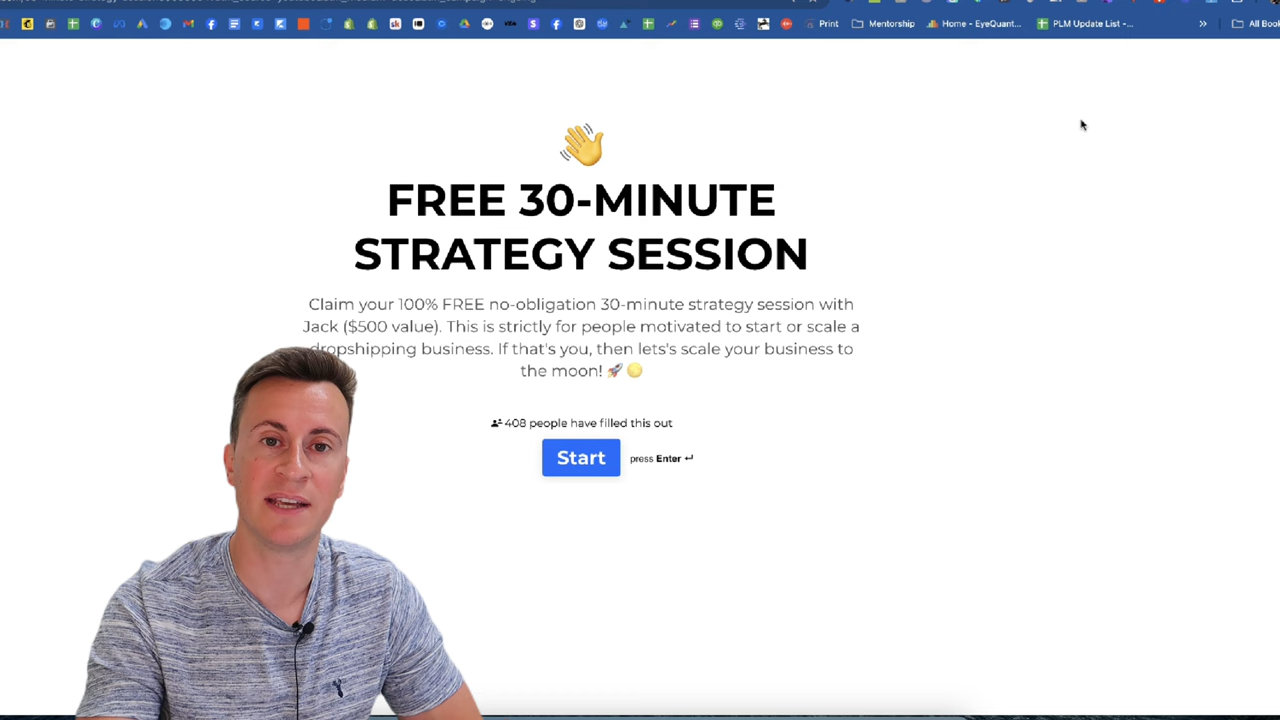 Print
Mentorship
Home - EyeQuant...
PLM Update List -...
»
All Book
FREE 30-MINUTE
STRATEGY SESSION
Claim your 100% FREE no-obligation 30-minute strategy session with
Jack ($500 value). This is strictly for people motivated to start or scale a
dropshipping business. If that's you, then lets's scale your business to
the moon! 🚀 🌕
408 people have filled this out
Start
press Enter ↵